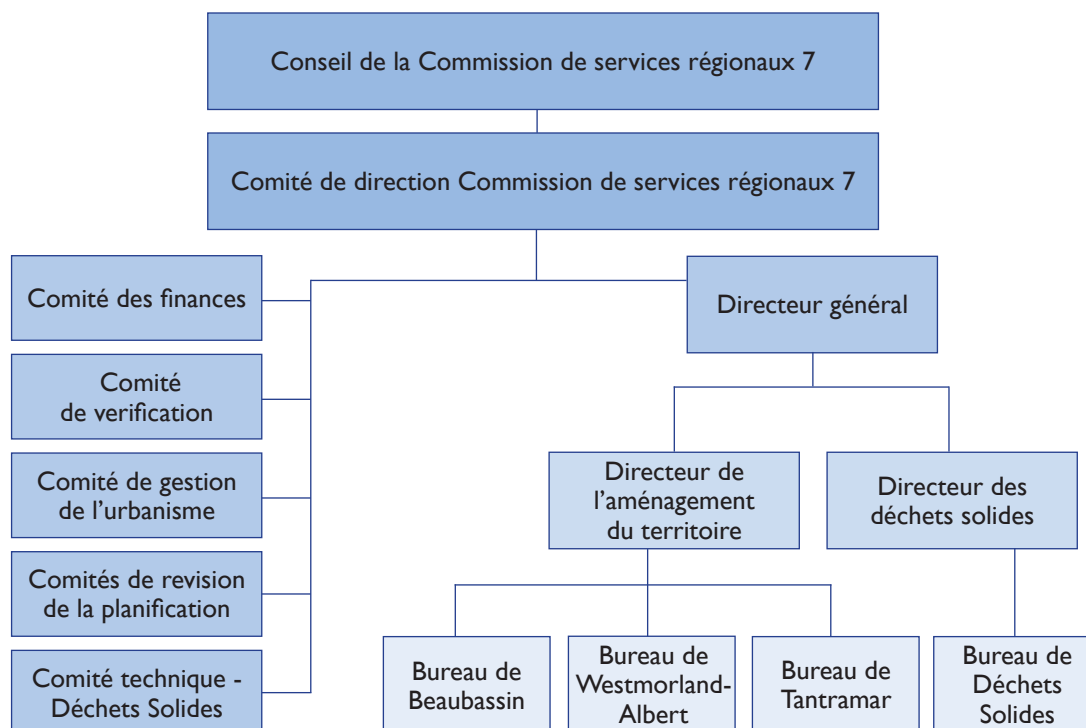 Conseil de la Commission de services régionaux 7
Comité de direction Commission de services régionaux 7
Comité des finances
Comité
de verification
Comité de gestion
de l'urbanisme
Comités de revision
de la planification
Comité technique -
Déchets Solides
Directeur général
Directeur de
l'aménagement
du territoire
Directeur des
déchets solides
Bureau de
Beaubassin
Bureau de
Westmorland-
Albert
Bureau de
Tantramar
Bureau de
Déchets
Solides